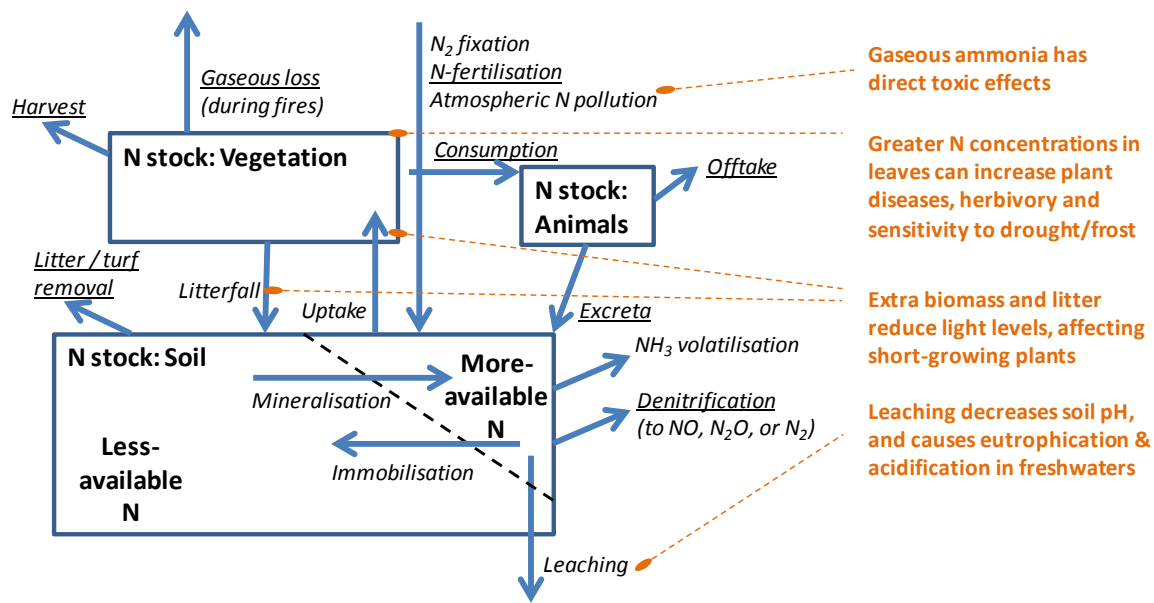 Gaseous loss
(during fires)
Harvest
N₂ fixation
N-fertilisation
Atmospheric N pollution
N stock: Vegetation
Consumption
N stock:
Animals
Offtake
Litter / turf
removal
Litterfall
Uptake
Excreta
N stock: Soil
Mineralisation
More-
available
N
NH₃ volatilisation
Denitrification
(to NO, N₂O, or N₂)
Less-
available
N
Immobilisation
Leaching
Gaseous ammonia has
direct toxic effects
Greater N concentrations in
leaves can increase plant
diseases, herbivory and
sensitivity to drought/frost
Extra biomass and litter
reduce light levels, affecting
short-growing plants
Leaching decreases soil pH,
and causes eutrophication &
acidification in freshwaters